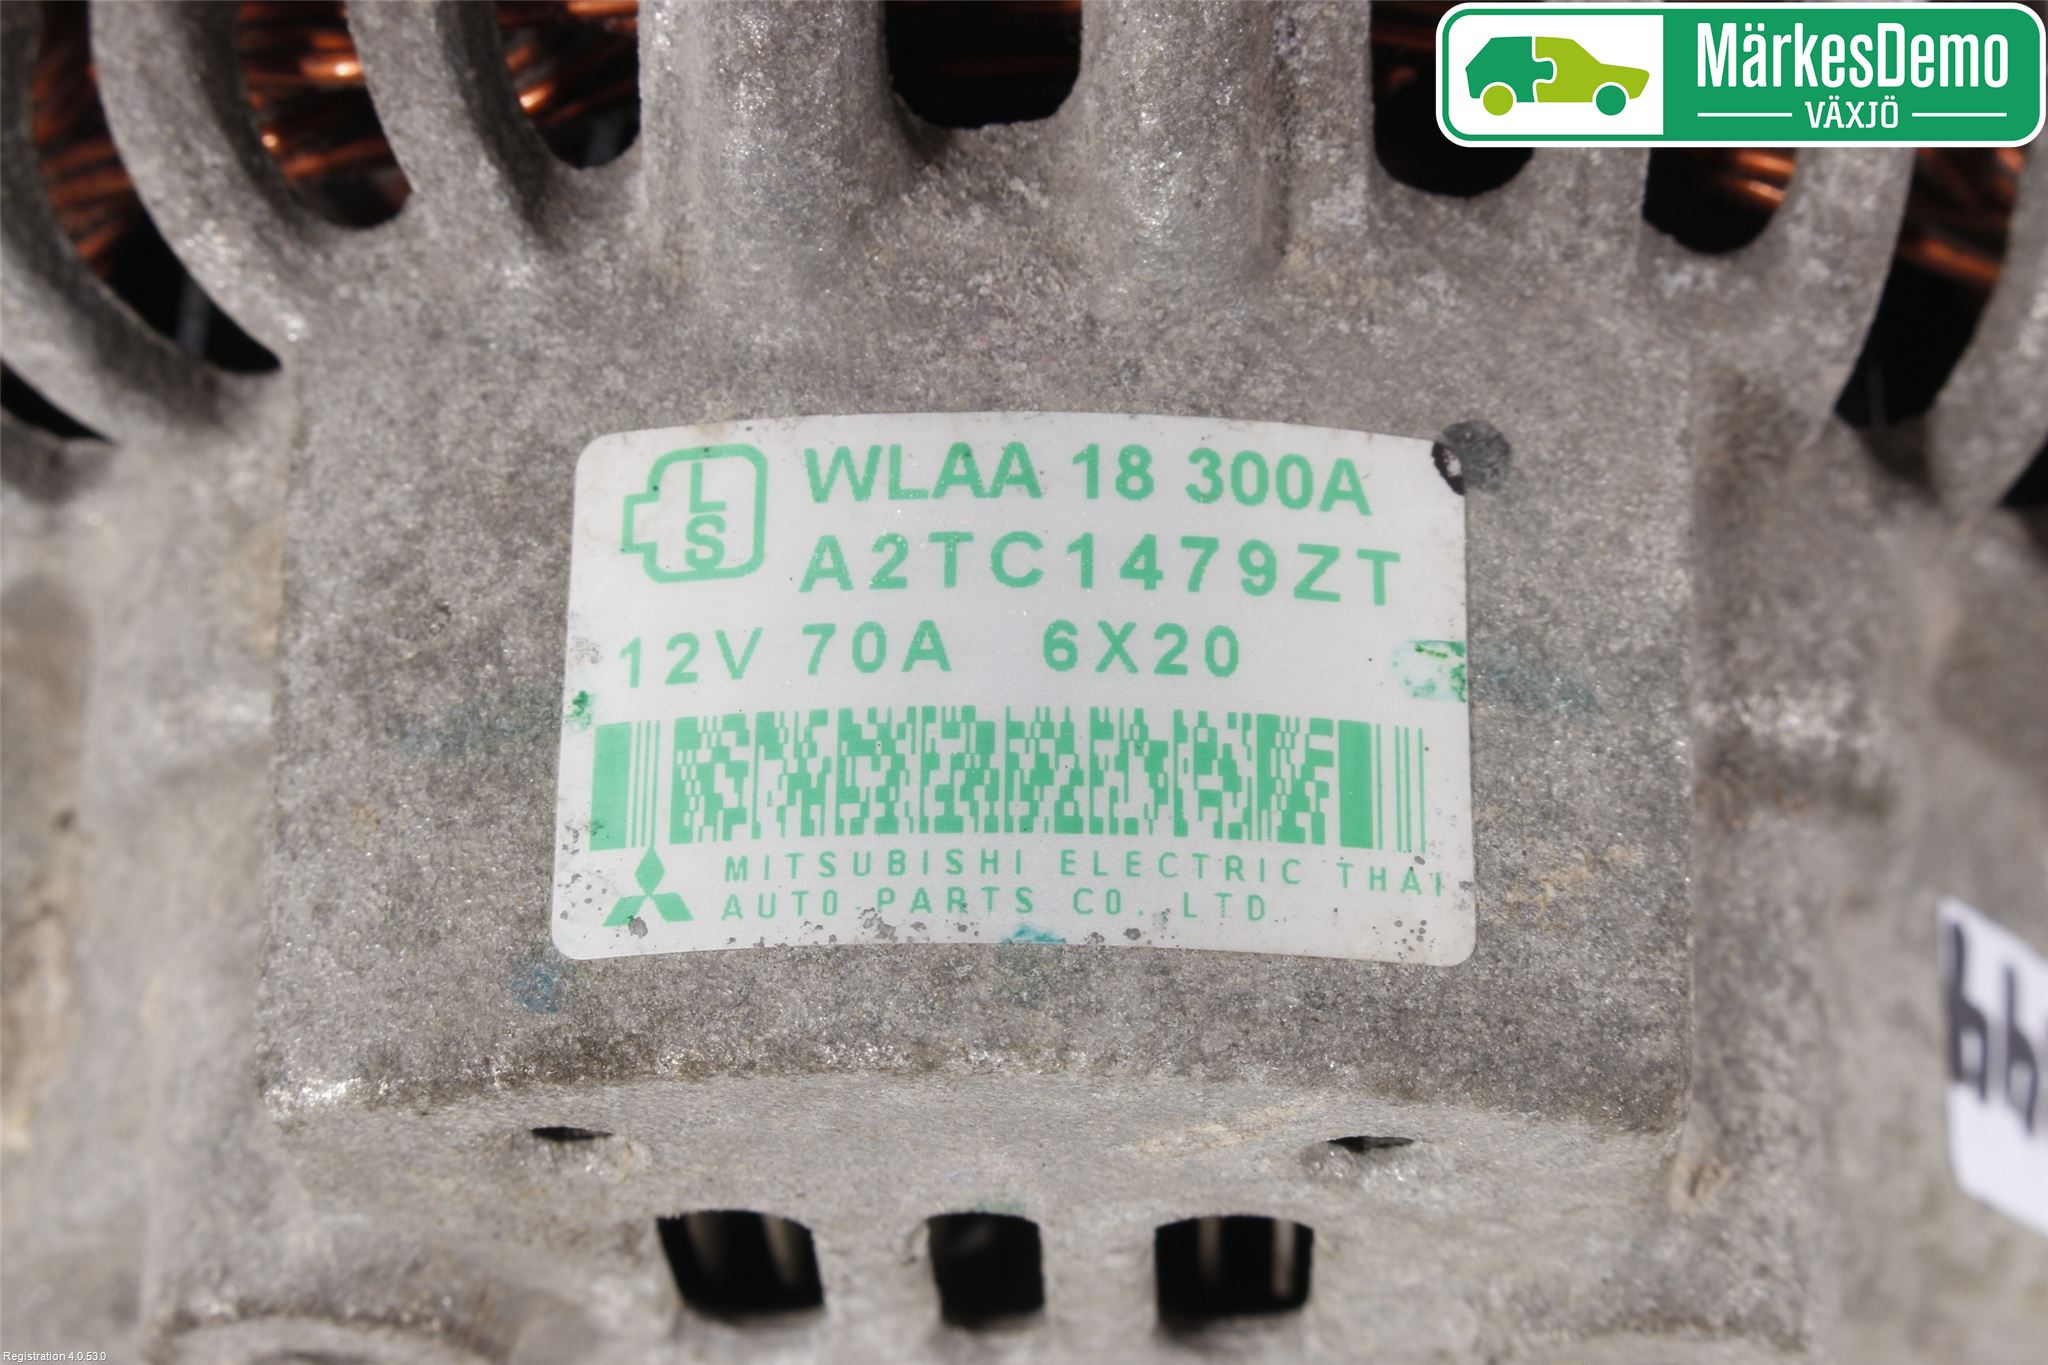 MärkesDemo
VÄXJÖ
L
S
WLAA 18 300A
A2TC1479ZT
12V 70A 6X20
MITSUBISHI ELECTRIC THAI
AUTO-PARTS CO.,LTD.
Registration 4.0.53.0